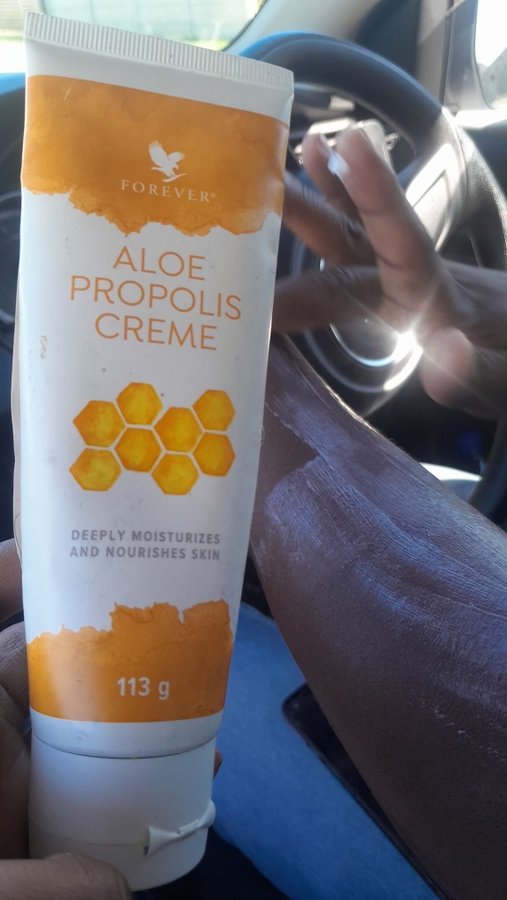 FOREVER®
ALOE
PROPOLIS
CREME
DEEPLY MOISTURIZES
AND NOURISHES SKIN
113 g